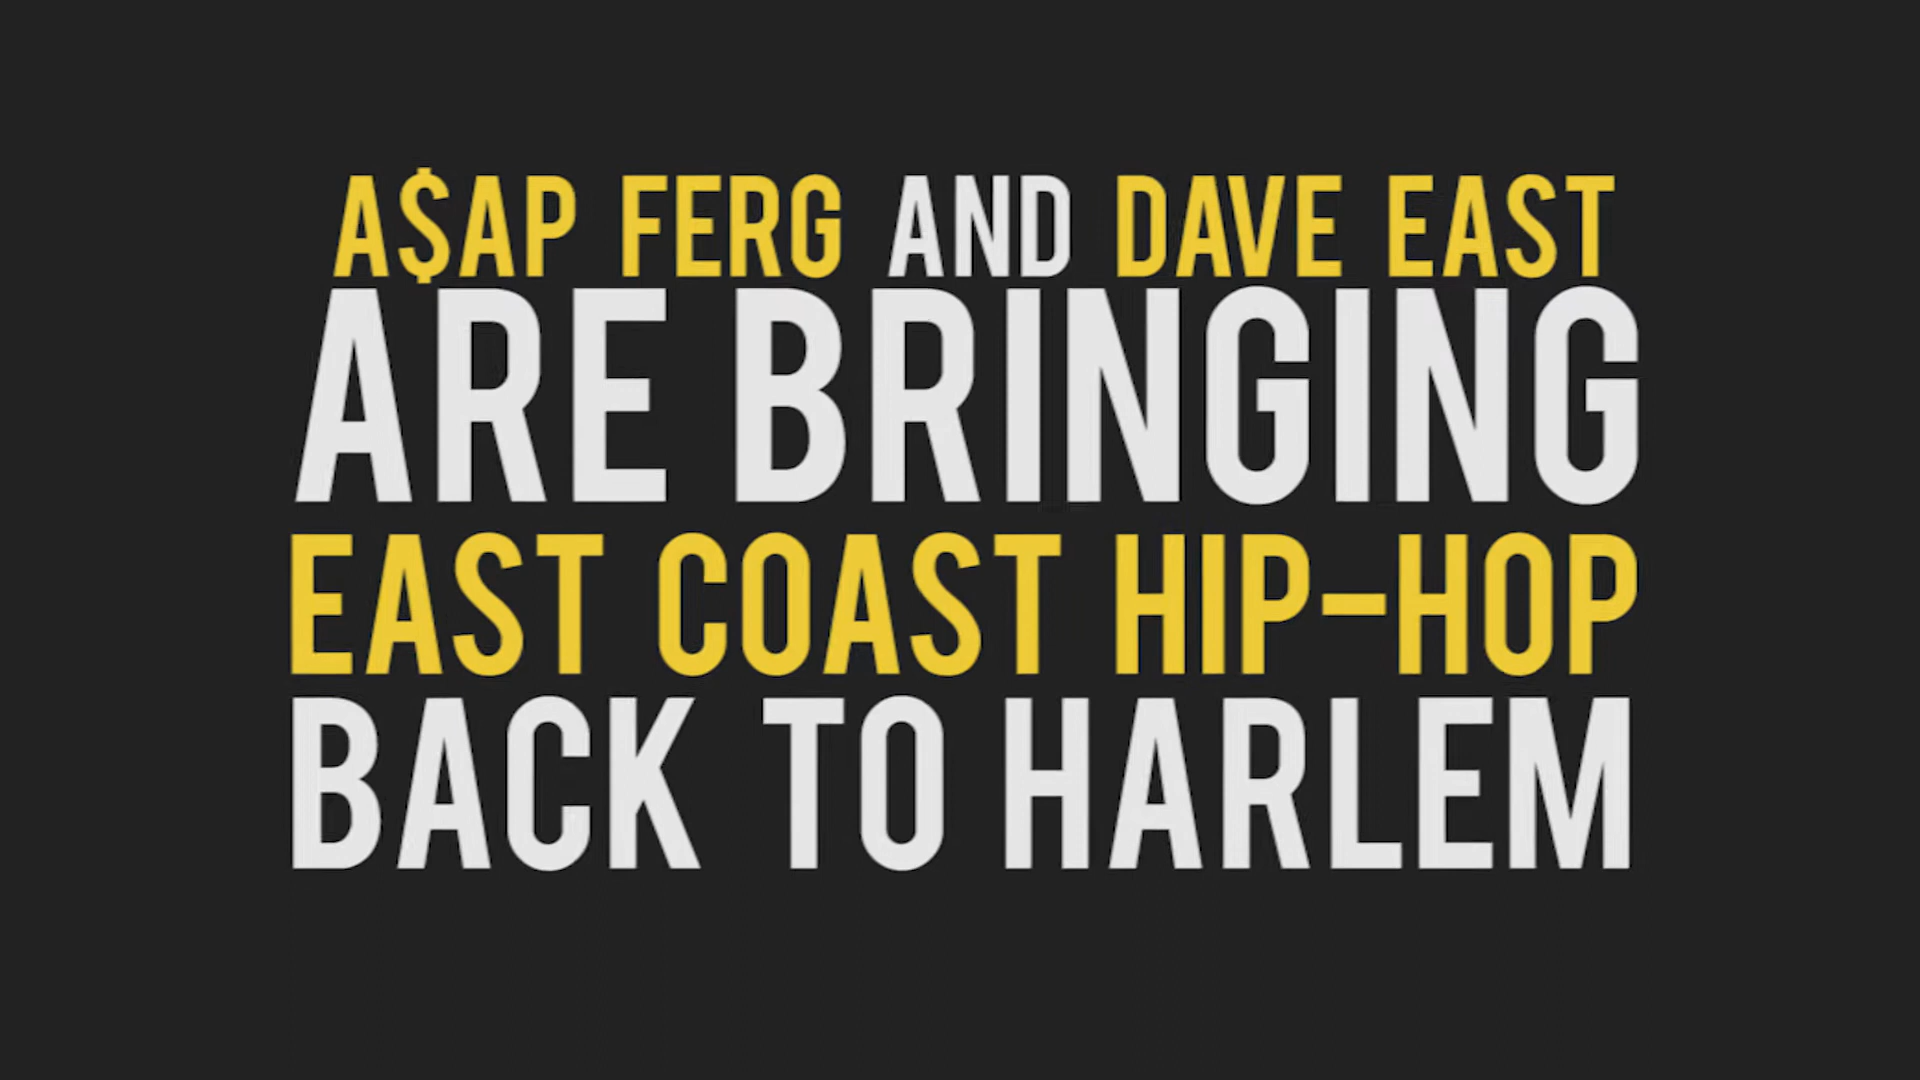 A$AP FERG AND DAVE EAST
ARE BRINGING
EAST COAST HIP-HOP
BACK TO HARLEM